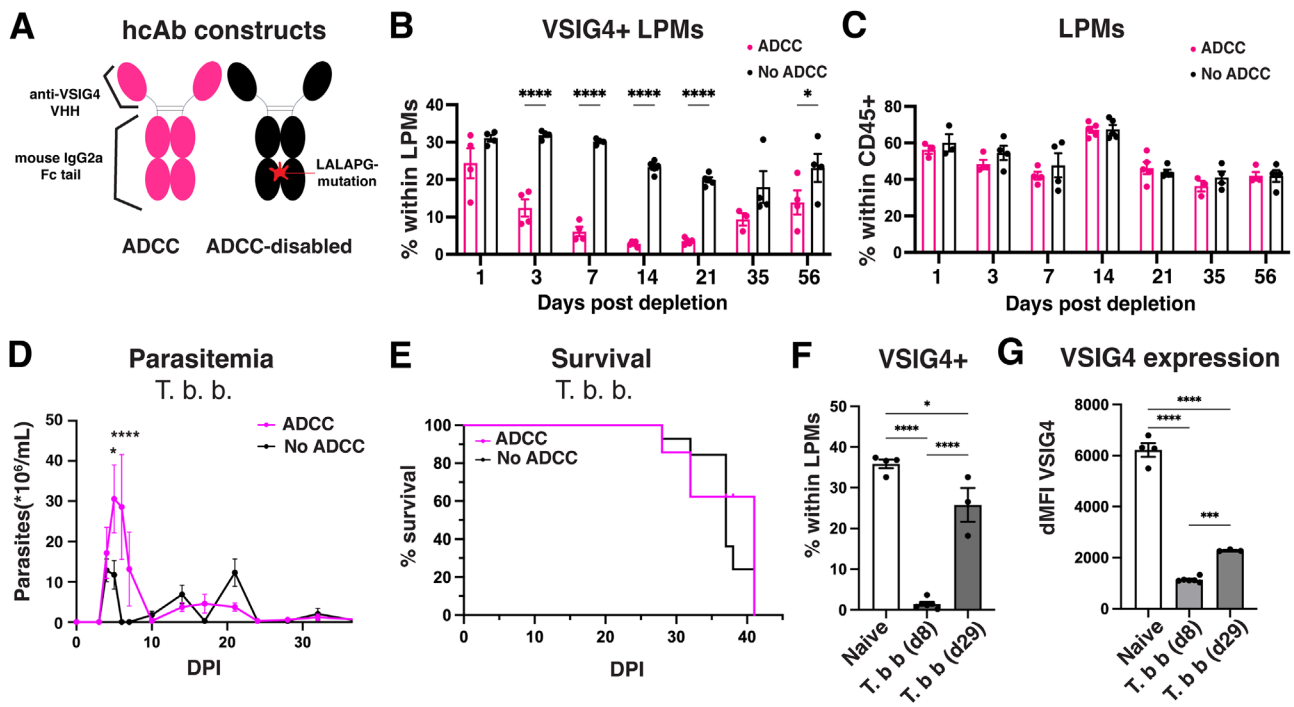 A
hcAb constructs
anti-VSIG4
VHH
mouse IgG2a
Fc tail
LALAPG-
mutation
ADCC
ADCC-disabled
B
VSIG4+ LPMs
ADCC
No ADCC
% within LPMs
40
30
20
10
0
**** **** **** **** *
1 3 7 14 21 35 56
Days post depletion
C
LPMs
ADCC
No ADCC
% within CD45+
80
60
40
20
0
1 3 7 14 21 35 56
Days post depletion
D
Parasitemia
T. b. b.
ADCC
No ADCC
Parasites(*10⁶/mL)
50
40
30
20
10
0
****
*
0 10 20 30
DPI
E
Survival
T. b. b.
ADCC
No ADCC
% survival
100
80
60
40
20
0
0 10 20 30 40
DPI
F
VSIG4+
% within LPMs
50
40
30
20
10
0
*
**** ****
Naive
T. b b (d8)
T. b b (d29)
G
VSIG4 expression
dMFI VSIG4
8000
6000
4000
2000
0
****
****
***
Naive
T. b b (d8)
T. b b (d29)